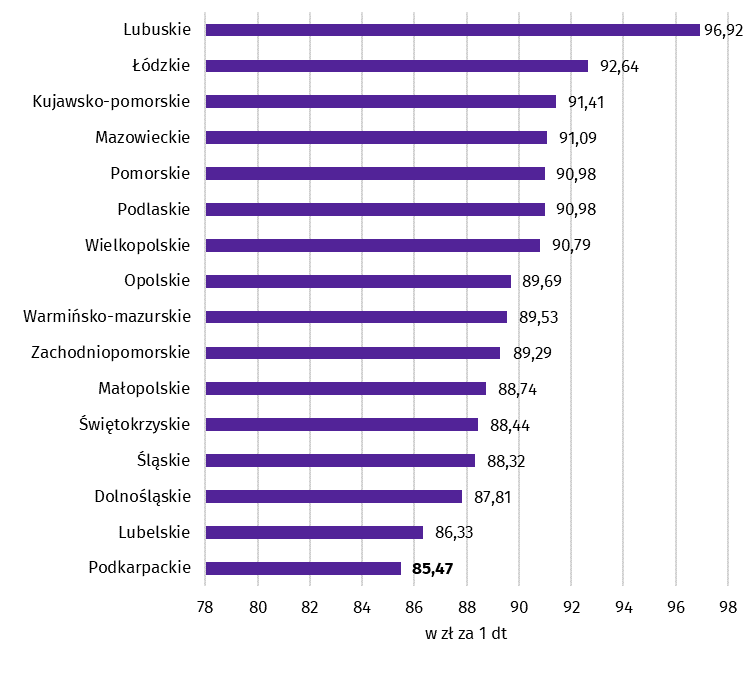 Lubuskie 96,92
Łódzkie 92,64
Kujawsko-pomorskie 91,41
Mazowieckie 91,09
Pomorskie 90,98
Podlaskie 90,98
Wielkopolskie 90,79
Opolskie 89,69
Warmińsko-mazurskie 89,53
Zachodniopomorskie 89,29
Małopolskie 88,74
Świętokrzyskie 88,44
Śląskie 88,32
Dolnośląskie 87,81
Lubelskie 86,33
Podkarpackie 85,47
78 80 82 84 86 88 90 92 94 96 98
w zł za 1 dt